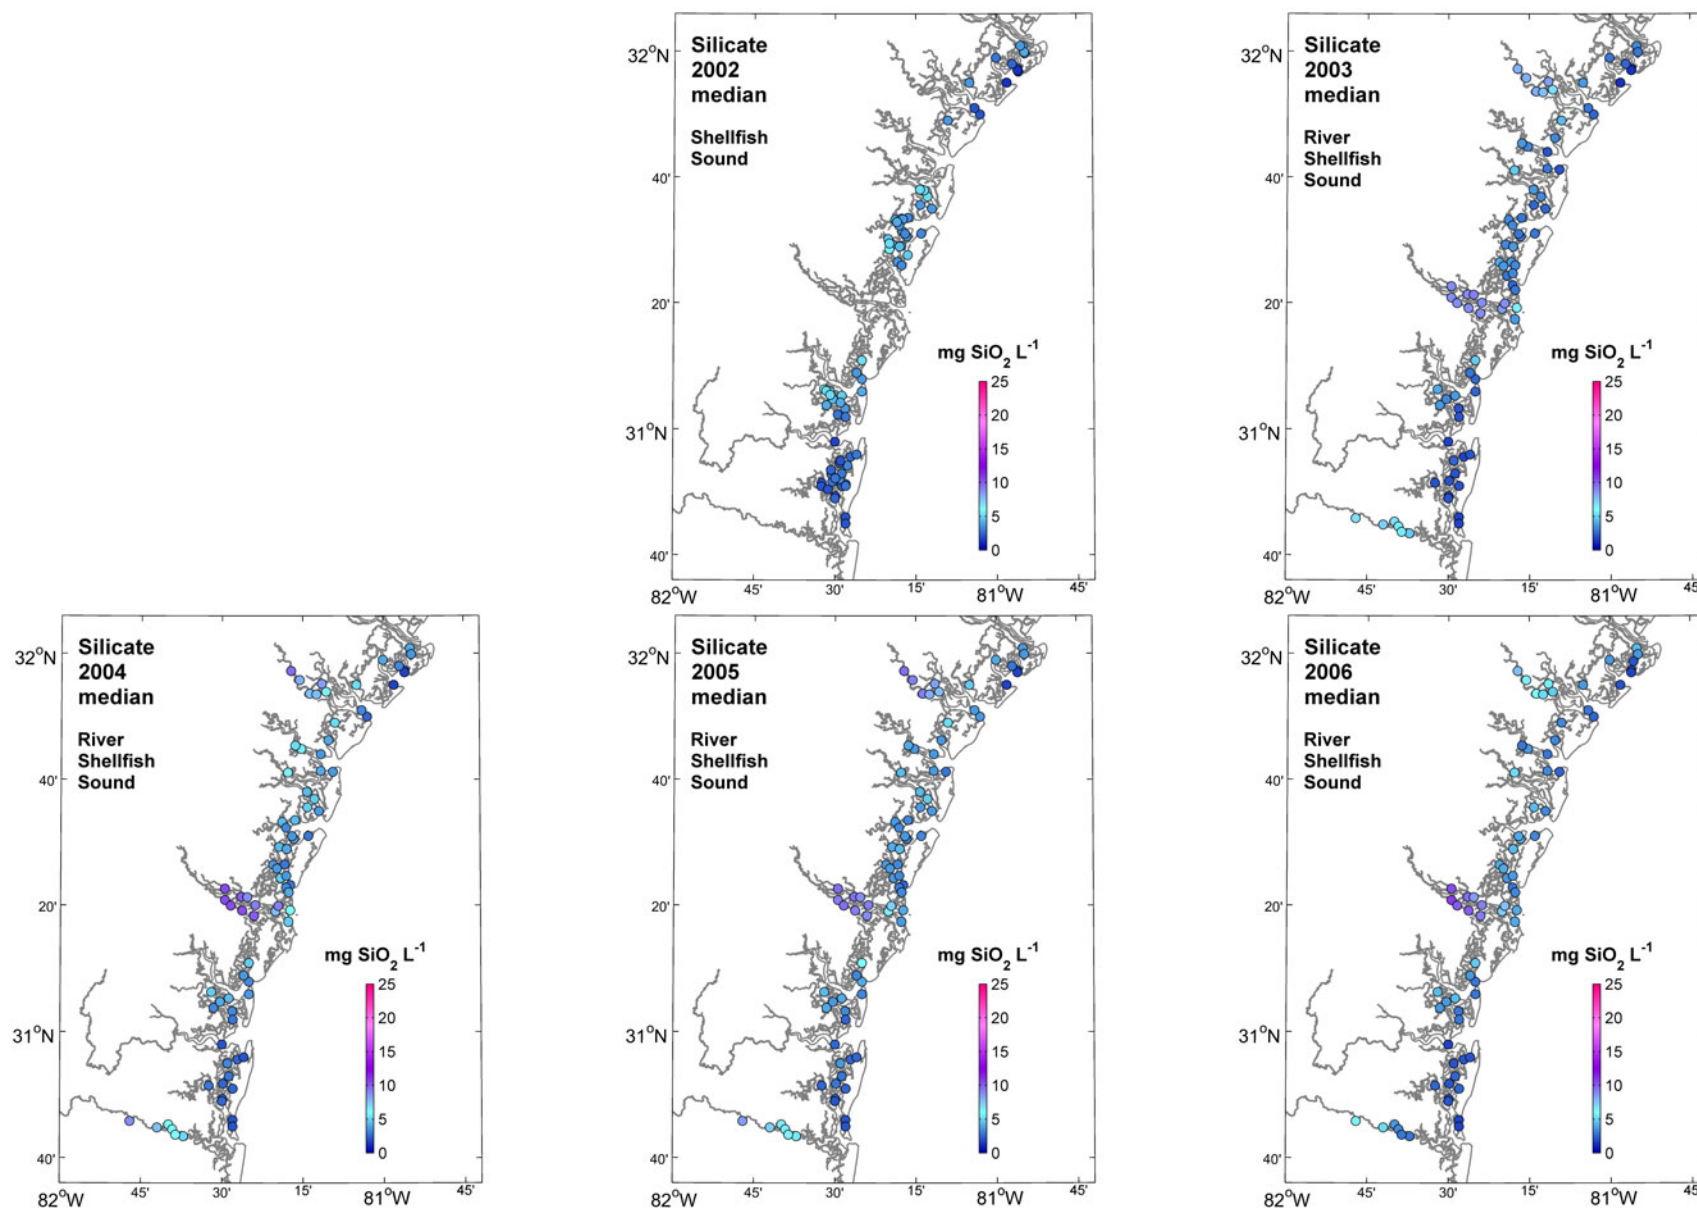 Silicate
2002
median
Shellfish
Sound
32°N
40'
20'
31°N
40'
mg SiO2 L-1
25
20
15
10
5
0
82°W
45'
30'
15'
81°W
45'
Silicate
2003
median
River
Shellfish
Sound
32°N
40'
20'
31°N
40'
mg SiO2 L-1
25
20
15
10
5
0
82°W
45'
30'
15'
81°W
45'
Silicate
2004
median
River
Shellfish
Sound
32°N
40'
20'
31°N
40'
mg SiO2 L-1
25
20
15
10
5
0
82°W
45'
30'
15'
81°W
45'
Silicate
2005
median
River
Shellfish
Sound
32°N
40'
20'
31°N
40'
mg SiO2 L-1
25
20
15
10
5
0
82°W
45'
30'
15'
81°W
45'
Silicate
2006
median
River
Shellfish
Sound
32°N
40'
20'
31°N
40'
mg SiO2 L-1
25
20
15
10
5
0
82°W
45'
30'
15'
81°W
45'